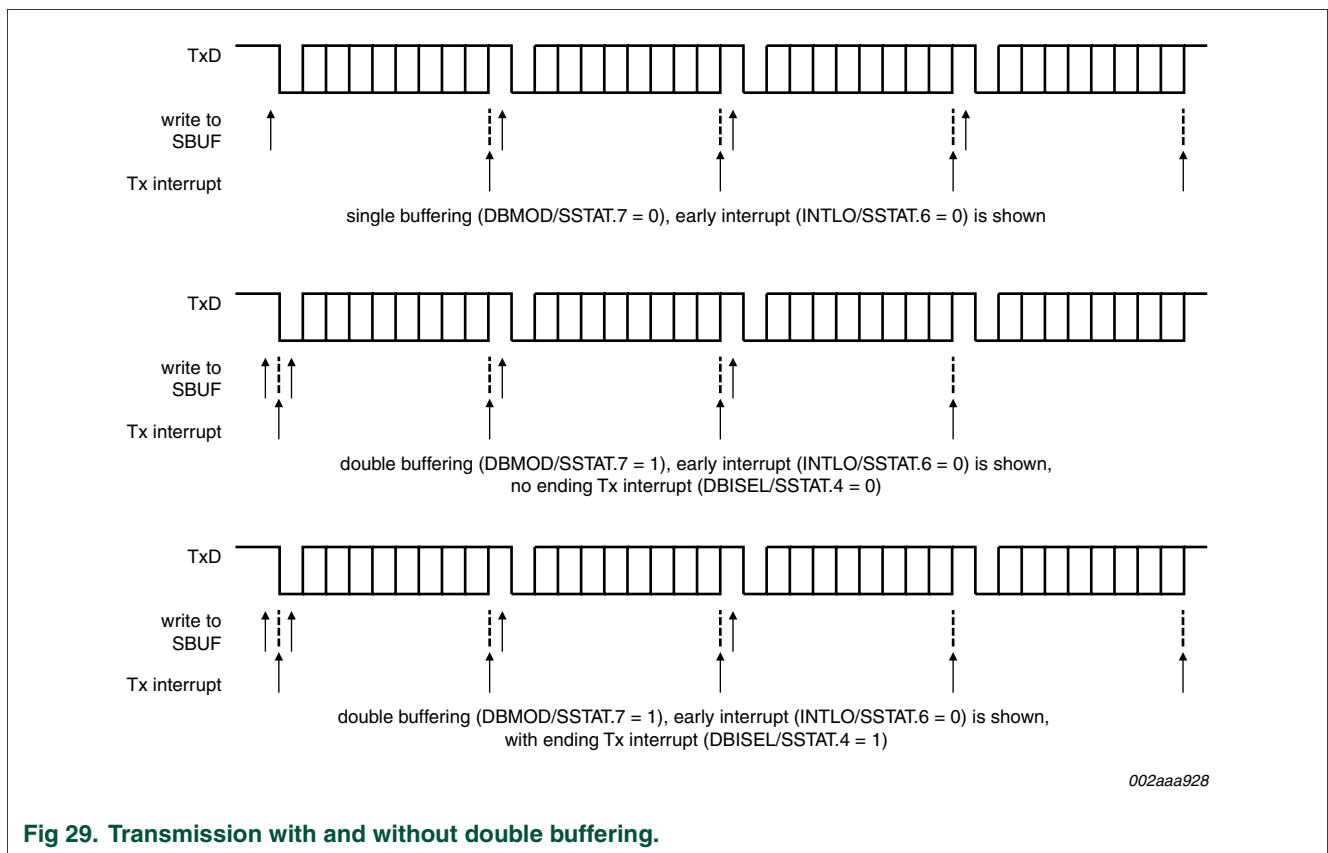 TxD
write to
SBUF
Tx interrupt
single buffering (DBMOD/SSTAT.7 = 0), early interrupt (INTLO/SSTAT.6 = 0) is shown
TxD
write to
SBUF
Tx interrupt
double buffering (DBMOD/SSTAT.7 = 1), early interrupt (INTLO/SSTAT.6 = 0) is shown,
no ending Tx interrupt (DBISEL/SSTAT.4 = 0)
TxD
write to
SBUF
Tx interrupt
double buffering (DBMOD/SSTAT.7 = 1), early interrupt (INTLO/SSTAT.6 = 0) is shown,
with ending Tx interrupt (DBISEL/SSTAT.4 = 1)
002aaa928
Fig 29. Transmission with and without double buffering.